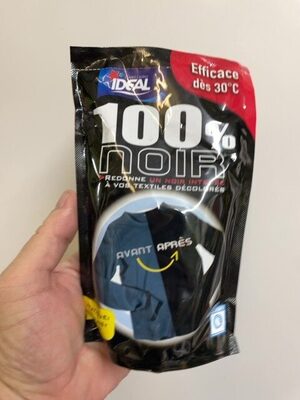 IDEAL
Efficace
dès 30°C
100%
noir
REDONNE UN NOIR INTENSE
À VOS TEXTILES DÉCOLORÉS
AVANT APRÈS